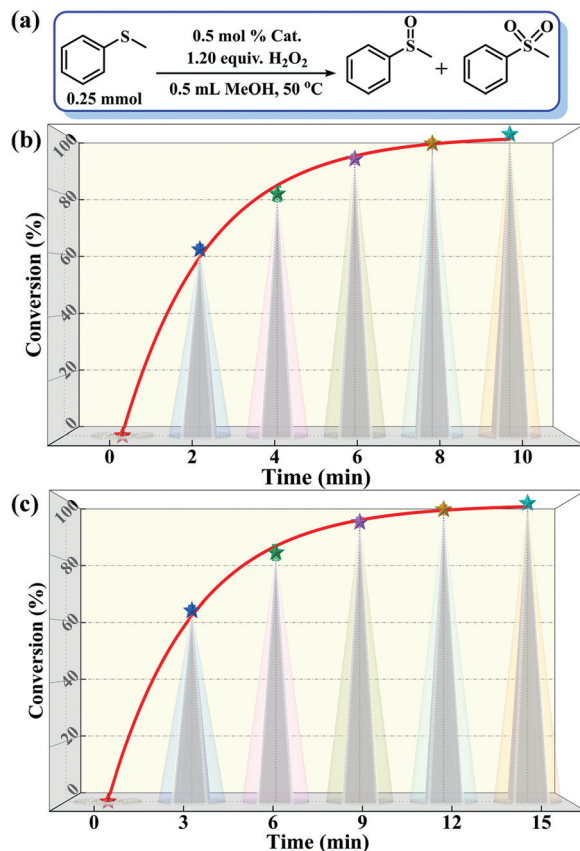 (a)
S
0.25 mmol
0.5 mol % Cat.
1.20 equiv. H₂O₂
0.5 mL MeOH, 50 °C
O
S
+
O O
S
(b)
Conversion (%)
100
80
60
40
20
0
0 2 4 6 8 10
Time (min)
(c)
Conversion (%)
100
80
60
40
20
0
0 3 6 9 12 15
Time (min)